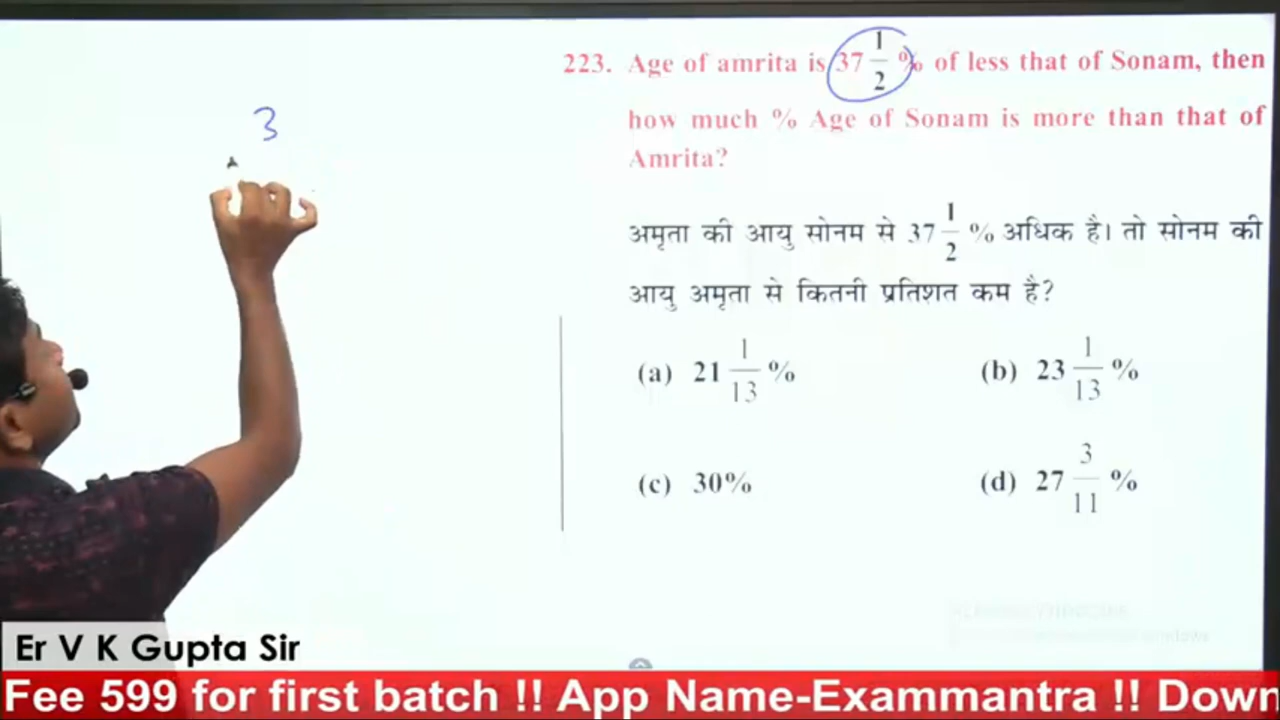 223. Age of amrita is 37 1/2 % of less that of Sonam, then
how much % Age of Sonam is more than that of
Amrita?
3
अमृता की आयु सोनम से 37 1/2 % अधिक है। तो सोनम की
आयु अमृता से कितनी प्रतिशत कम है?
(a) 21 1/13 %
(b) 23 1/13 %
(c) 30%
(d) 27 3/11 %
Er V K Gupta Sir
Fee 599 for first batch !! App Name-Exammantra !! Down